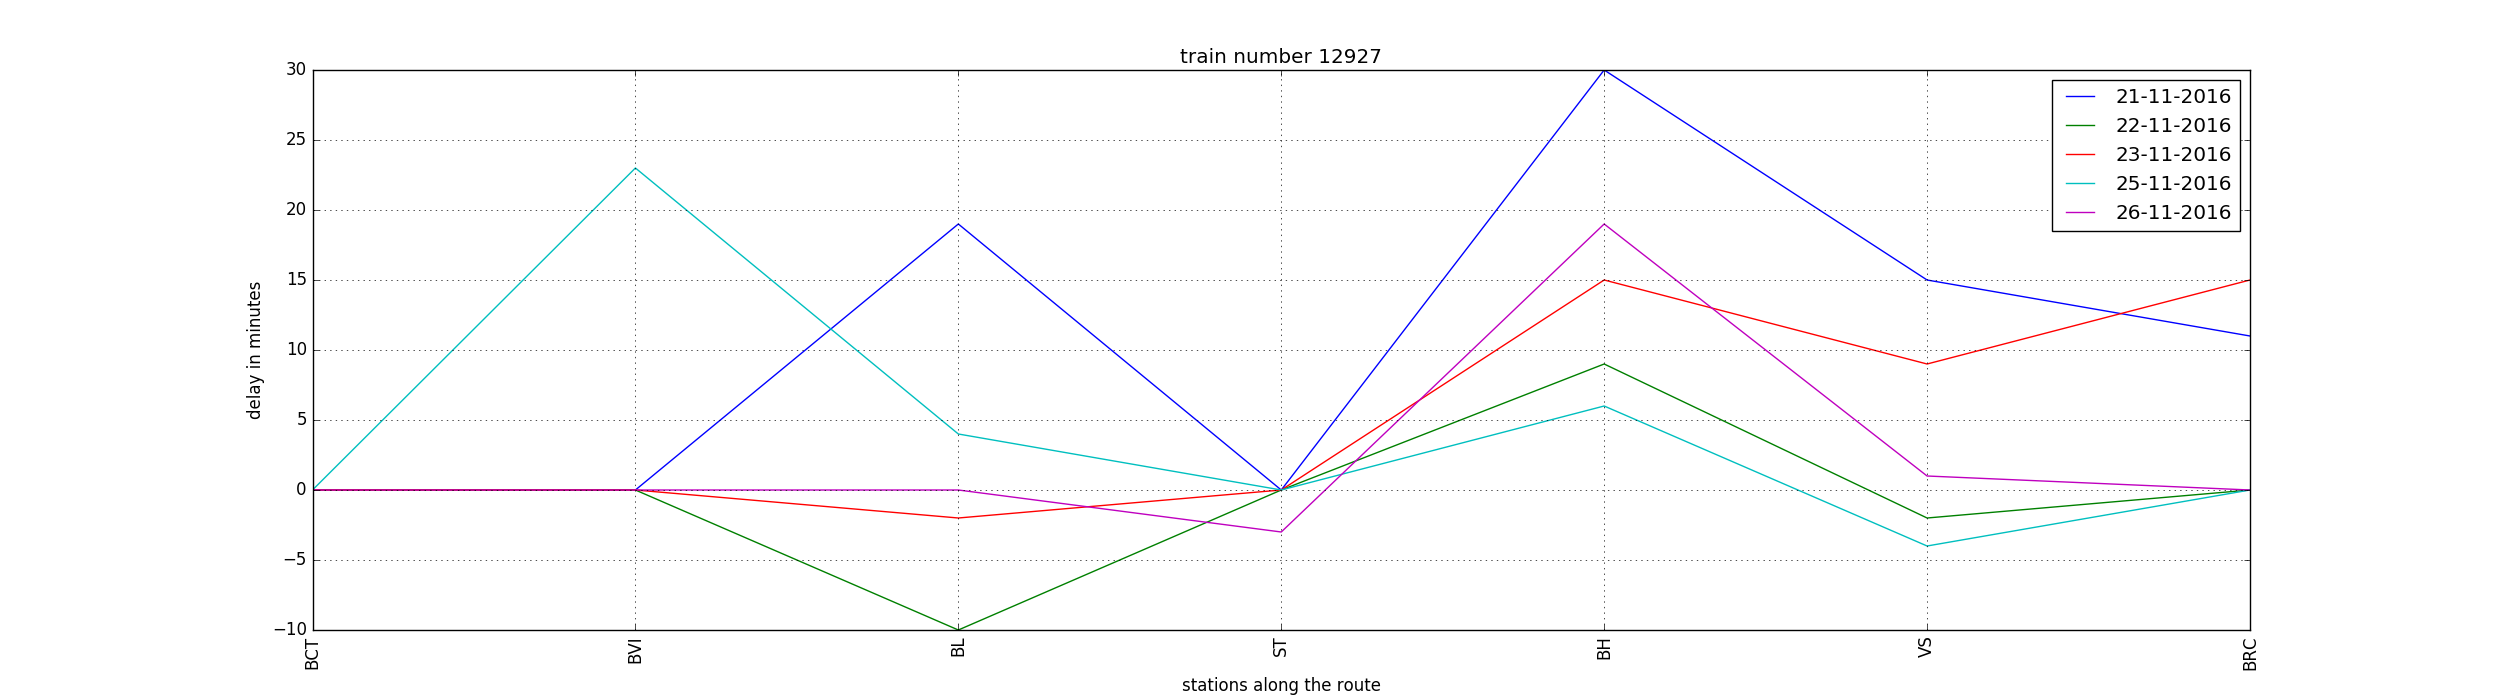 train number 12927
30
25
20
15
10
5
0
−5
−10
delay in minutes
21-11-2016
22-11-2016
23-11-2016
25-11-2016
26-11-2016
BCT
BVI
BL
ST
BH
VS
BRC
stations along the route